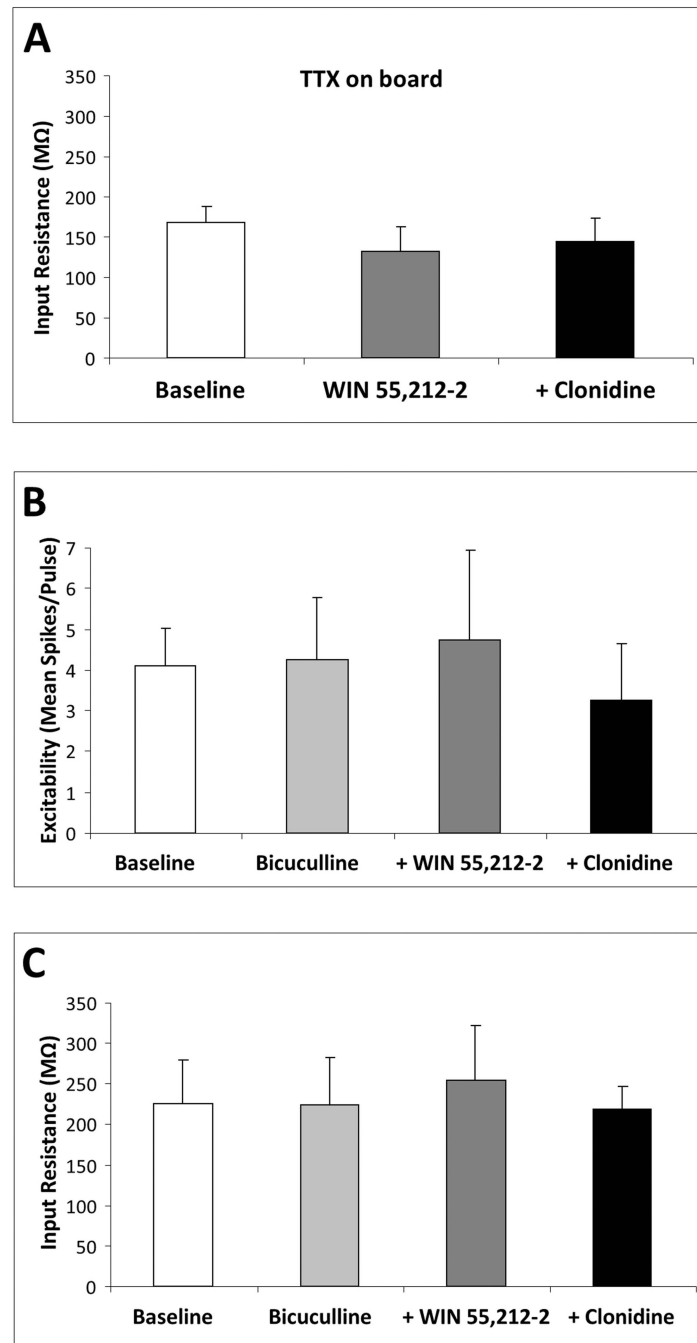 A
TTX on board
Input Resistance (MΩ)
350
300
250
200
150
100
50
0
Baseline
WIN 55,212-2
+ Clonidine
B
Excitability (Mean Spikes/Pulse)
7
6
5
4
3
2
1
0
Baseline
Bicuculline
+ WIN 55,212-2
+ Clonidine
C
Input Resistance (MΩ)
350
300
250
200
150
100
50
0
Baseline
Bicuculline
+ WIN 55,212-2
+ Clonidine